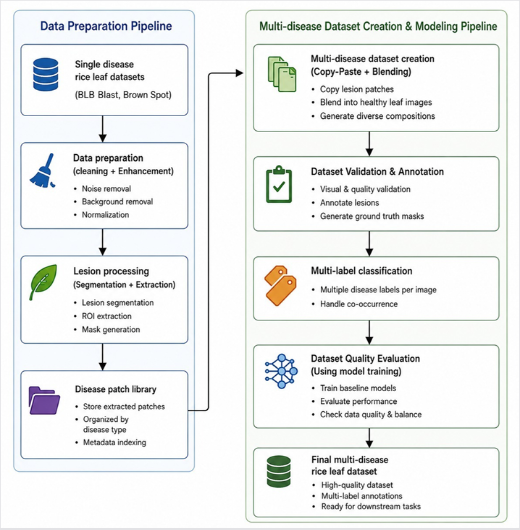 Data Preparation Pipeline
Single disease
rice leaf datasets
(BLB Blast, Brown Spot)
Data preparation
(cleaning + Enhancement)
• Noise removal
• Background removal
• Normalization
Lesion processing
(Segmentation + Extraction)
• Lesion segmentation
• ROI extraction
• Mask generation
Disease patch library
• Store extracted patches
• Organized by
disease type
• Metadata indexing
Multi-disease Dataset Creation & Modeling Pipeline
Multi-disease dataset creation
(Copy-Paste + Blending)
• Copy lesion patches
• Blend into healthy leaf images
• Generate diverse compositions
Dataset Validation & Annotation
• Visual & quality validation
• Annotate lesions
• Generate ground truth masks
Multi-label classification
• Multiple disease labels per image
• Handle co-occurrence
Dataset Quality Evaluation
(Using model training)
• Train baseline models
• Evaluate performance
• Check data quality & balance
Final multi-disease
rice leaf dataset
• High-quality dataset
• Multi-label annotations
• Ready for downstream tasks